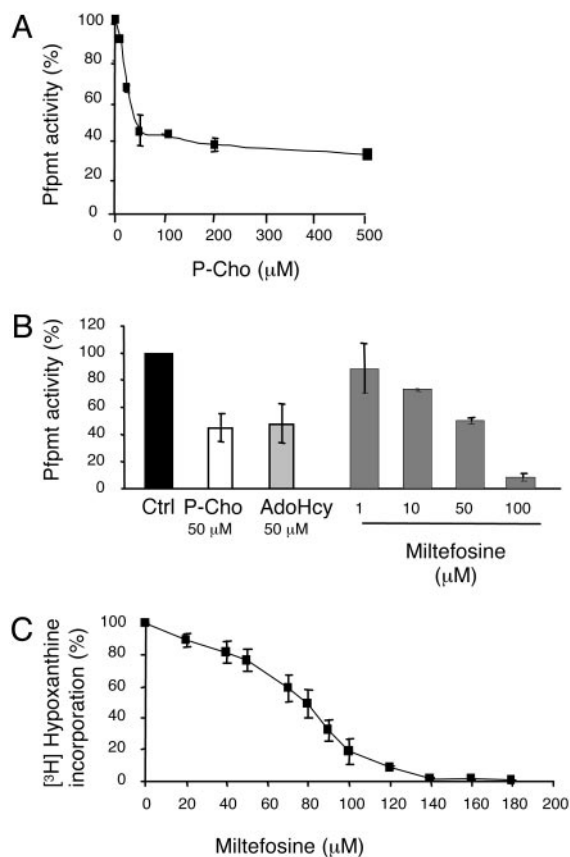 A
Pfpmt activity (%)
100
80
60
40
20
0
0 100 200 300 400 500
P-Cho (μM)
B
Pfpmt activity (%)
120
100
80
60
40
20
0
Ctrl P-Cho AdoHcy
50 μM 50 μM
1 10 50 100
Miltefosine
(μM)
C
[³H] Hypoxanthine
incorporation (%)
100
80
60
40
20
0
0 20 40 60 80 100 120 140 160 180 200
Miltefosine (μM)